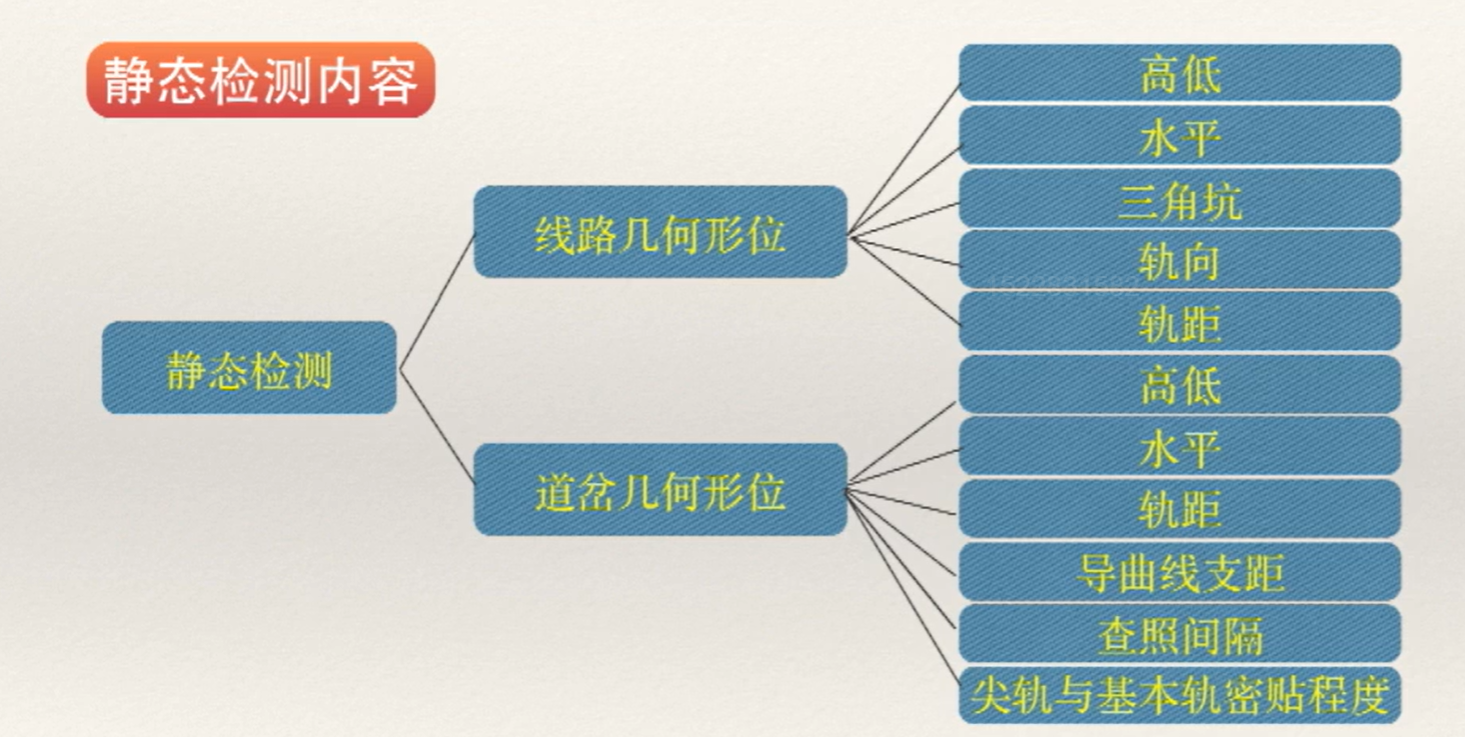 静态检测内容
静态检测
线路几何形位
高低
水平
三角坑
轨向
轨距
道岔几何形位
高低
水平
轨距
导曲线支距
查照间隔
尖轨与基本轨密贴程度